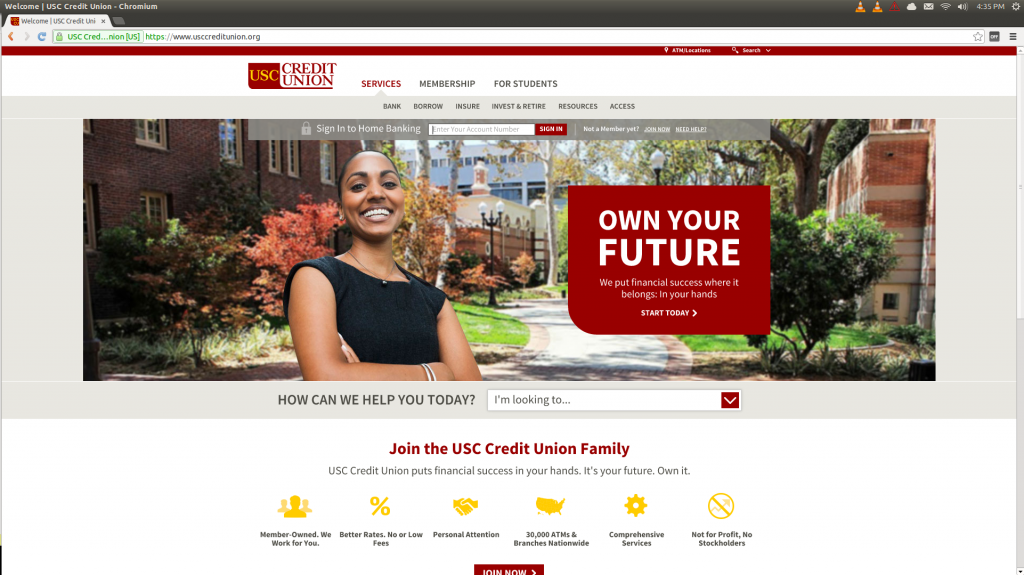 Welcome | USC Credit Union - Chromium
4:35 PM
Welcome | USC Credit Uni
USC Cred...nion [US] https://www.usccreditunion.org
ATM/Locations Search
USC CREDIT UNION
SERVICES MEMBERSHIP FOR STUDENTS
BANK BORROW INSURE INVEST & RETIRE RESOURCES ACCESS
Sign In to Home Banking Enter Your Account Number SIGN IN Not a Member yet? JOIN NOW NEED HELP?
OWN YOUR
FUTURE
We put financial success where it
belongs: In your hands
START TODAY
HOW CAN WE HELP YOU TODAY? I'm looking to...
Join the USC Credit Union Family
USC Credit Union puts financial success in your hands. It's your future. Own it.
Member-Owned. We
Work for You.
Better Rates. No or Low
Fees
Personal Attention
30,000 ATMs &
Branches Nationwide
Comprehensive
Services
Not for Profit, No
Stockholders
JOIN NOW